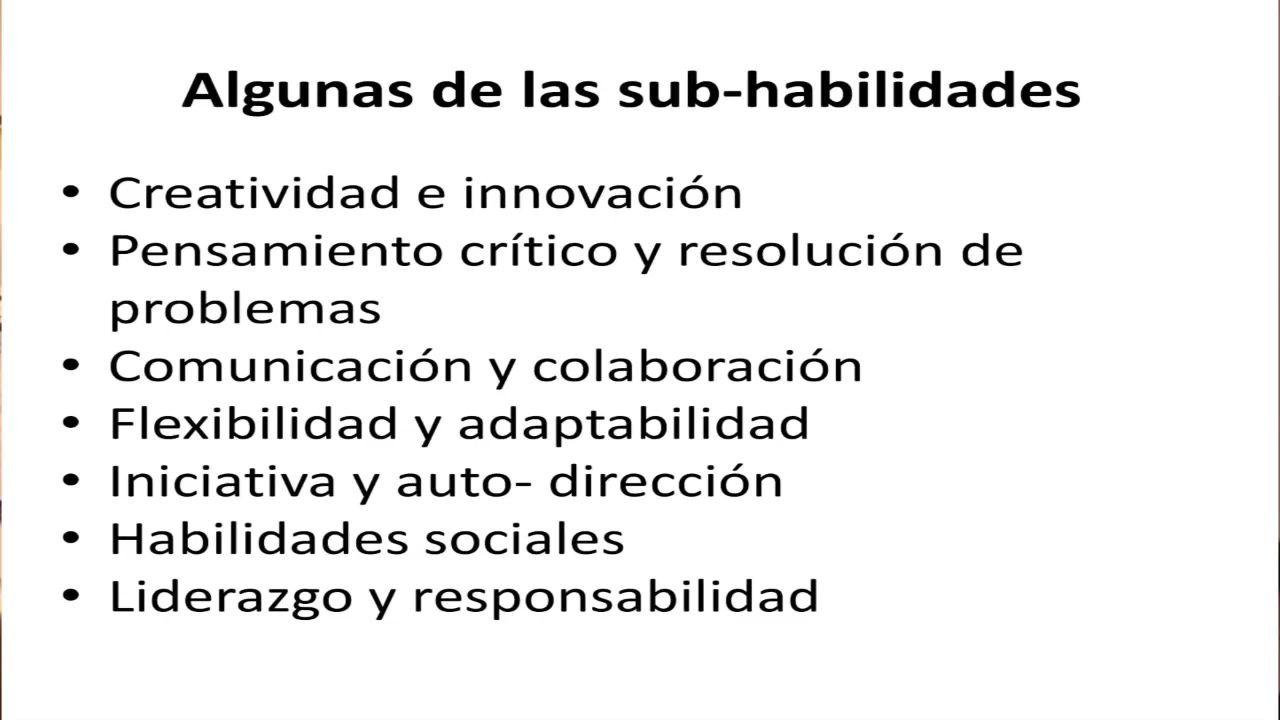 Algunas de las sub-habilidades
• Creatividad e innovación
• Pensamiento crítico y resolución de
problemas
• Comunicación y colaboración
• Flexibilidad y adaptabilidad
• Iniciativa y auto- dirección
• Habilidades sociales
• Liderazgo y responsabilidad